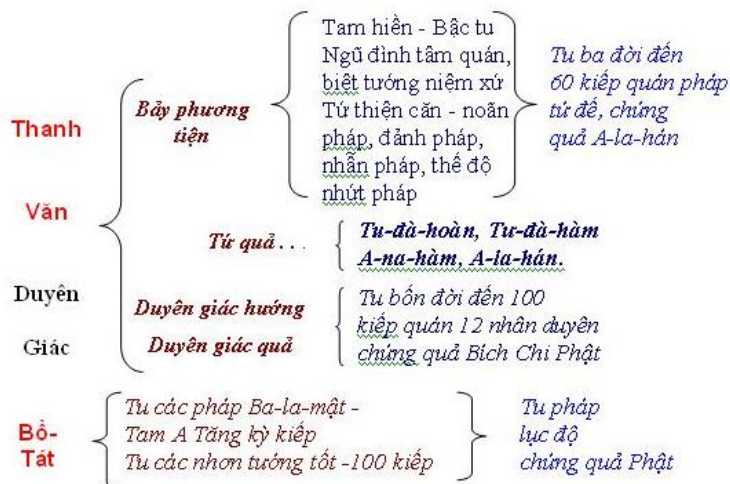 Thanh
Văn
Duyên
Giác
Bảy phương
tiện
Tam hiền - Bậc tu
Ngũ đình tâm quán,
biệt tướng niệm xứ
Tứ thiện căn - noãn
pháp, đảnh pháp,
nhẫn pháp, thế độ
nhứt pháp
Tu ba đời đến
60 kiếp quán pháp
tứ đế, chứng
quả A-la-hán
Tứ quả . . .
Tu-đà-hoàn, Tư-đà-hàm
A-na-hàm, A-la-hán.
Duyên giác hướng
Duyên giác quả
Tu bốn đời đến 100
kiếp quán 12 nhân duyên
chứng quả Bích Chi Phật
Bồ-
Tát
Tu các pháp Ba-la-mật -
Tam A Tăng kỳ kiếp
Tu các nhơn tướng tốt -100 kiếp
Tu pháp
lục độ
chứng quả Phật